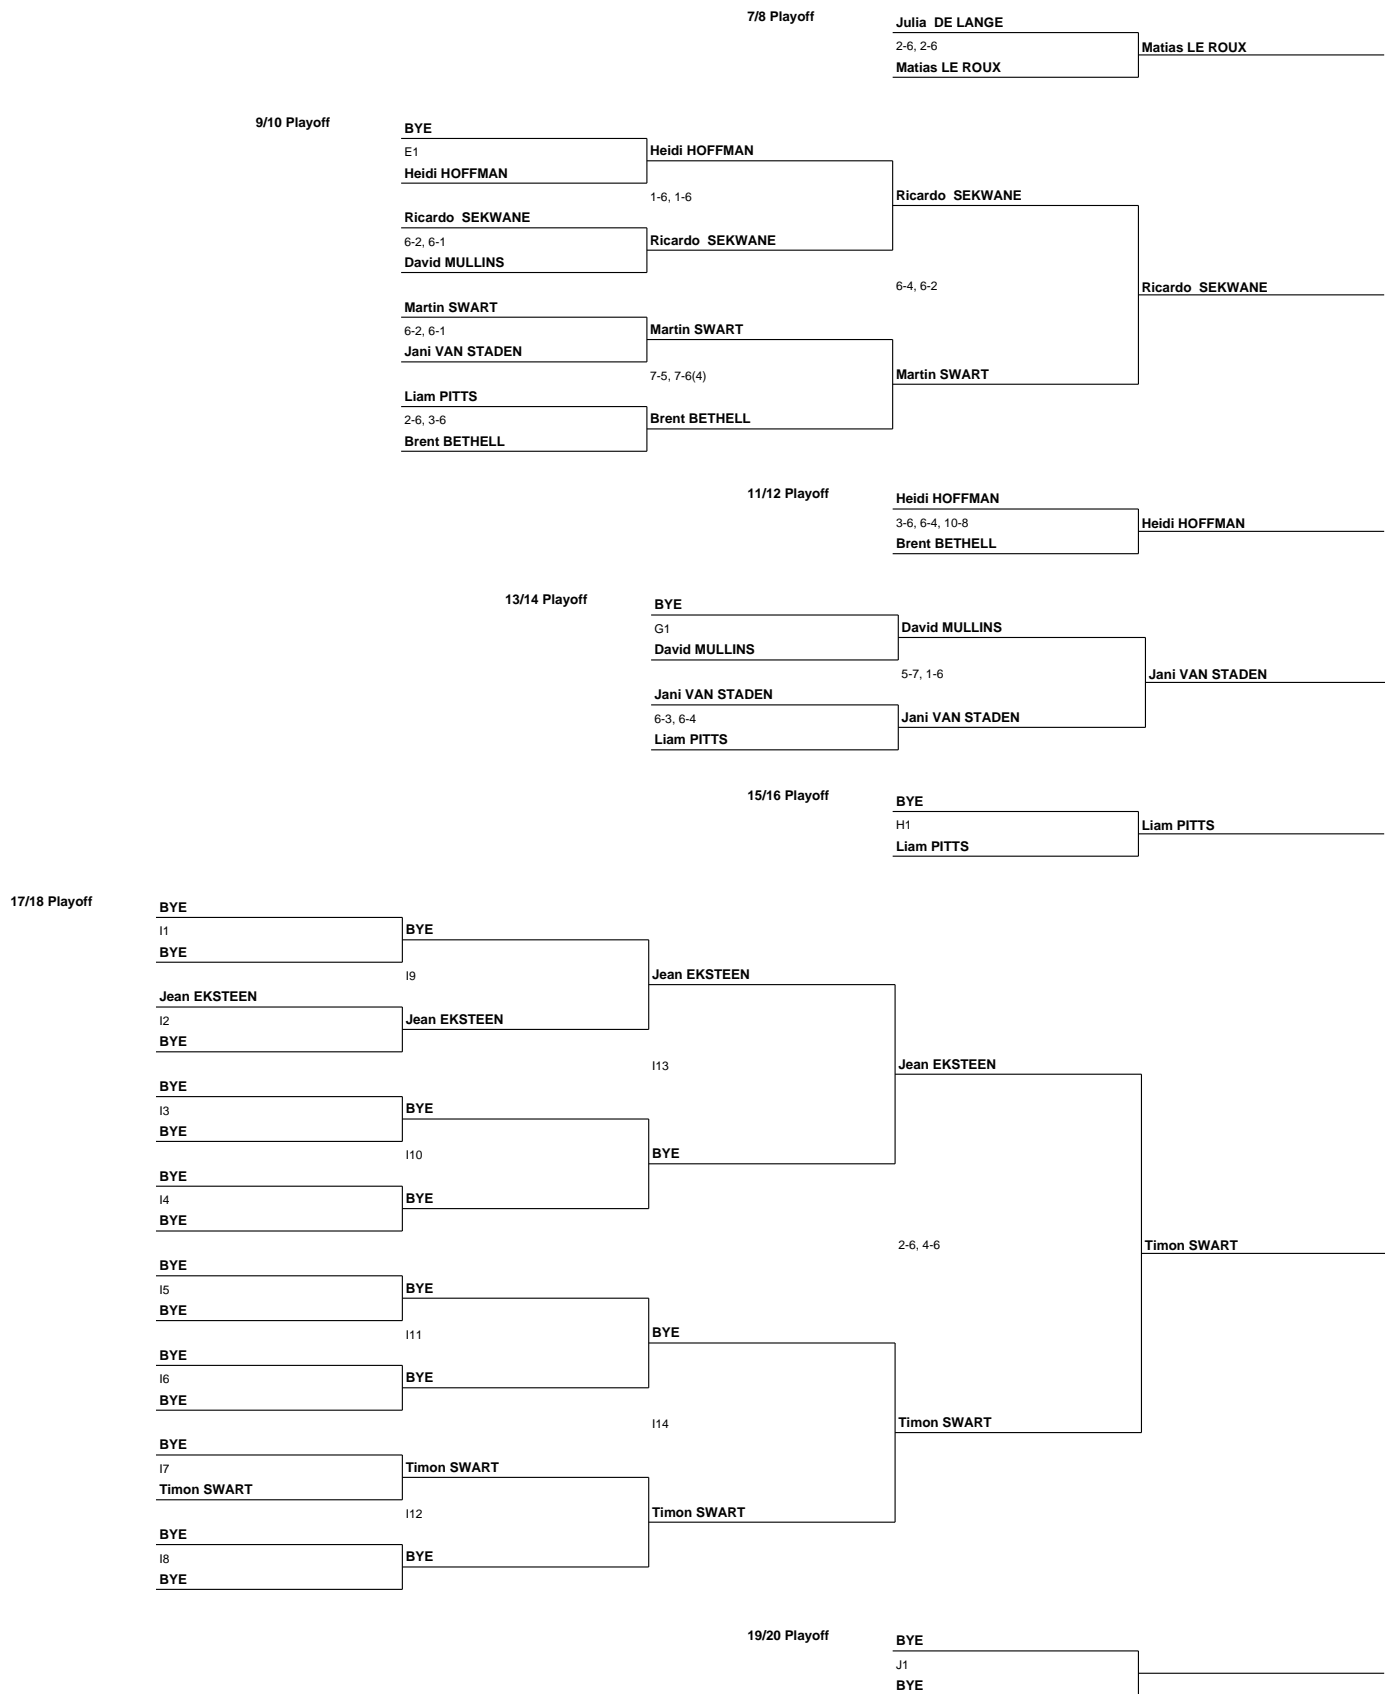 7/8 Playoff
Julia DE LANGE
2-6, 2-6
Matias LE ROUX
Matias LE ROUX
9/10 Playoff
BYE
E1
Heidi HOFFMAN
Heidi HOFFMAN
1-6, 1-6
Ricardo SEKWANE
Ricardo SEKWANE
6-2, 6-1
Ricardo SEKWANE
David MULLINS
6-4, 6-2
Ricardo SEKWANE
Martin SWART
6-2, 6-1
Martin SWART
Jani VAN STADEN
7-5, 7-6(4)
Martin SWART
Liam PITTS
2-6, 3-6
Brent BETHELL
Brent BETHELL
11/12 Playoff
Heidi HOFFMAN
3-6, 6-4, 10-8
Heidi HOFFMAN
Brent BETHELL
13/14 Playoff
BYE
G1
David MULLINS
David MULLINS
5-7, 1-6
Jani VAN STADEN
Jani VAN STADEN
6-3, 6-4
Jani VAN STADEN
Liam PITTS
15/16 Playoff
BYE
H1
Liam PITTS
Liam PITTS
17/18 Playoff
BYE
I1
BYE
BYE
I9
Jean EKSTEEN
Jean EKSTEEN
I2
Jean EKSTEEN
BYE
I13
Jean EKSTEEN
BYE
I3
BYE
BYE
I10
BYE
BYE
I4
BYE
BYE
2-6, 4-6
Timon SWART
BYE
I5
BYE
BYE
I11
BYE
BYE
I6
BYE
BYE
I14
Timon SWART
BYE
I7
Timon SWART
Timon SWART
I12
Timon SWART
BYE
I8
BYE
BYE
19/20 Playoff
BYE
J1
BYE